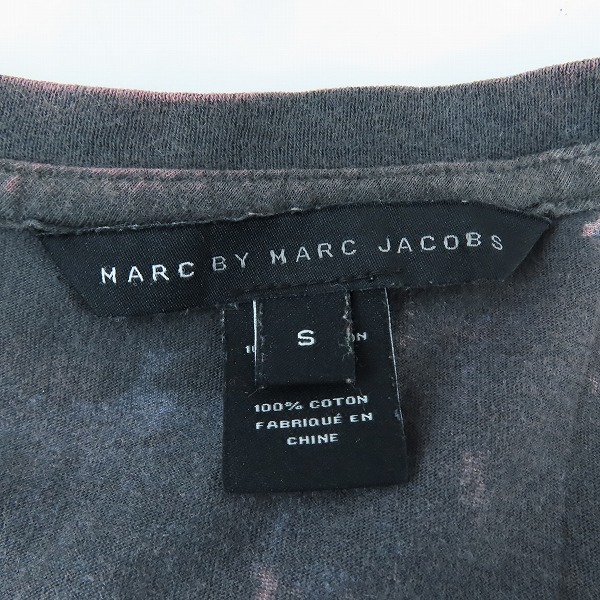 MARC BY MARC JACOBS
S
100% COTON
FABRIQUÉ EN
CHINE